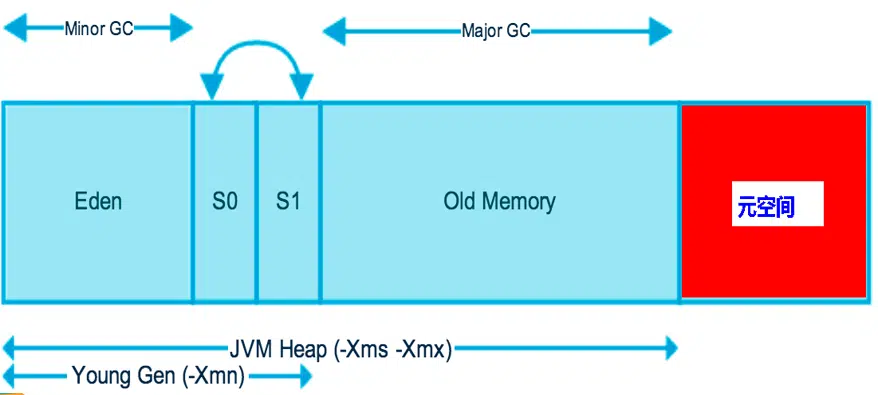 Minor GC
Major GC
Eden
S0
S1
Old Memory
元空间
JVM Heap (-Xms -Xmx)
Young Gen (-Xmn)